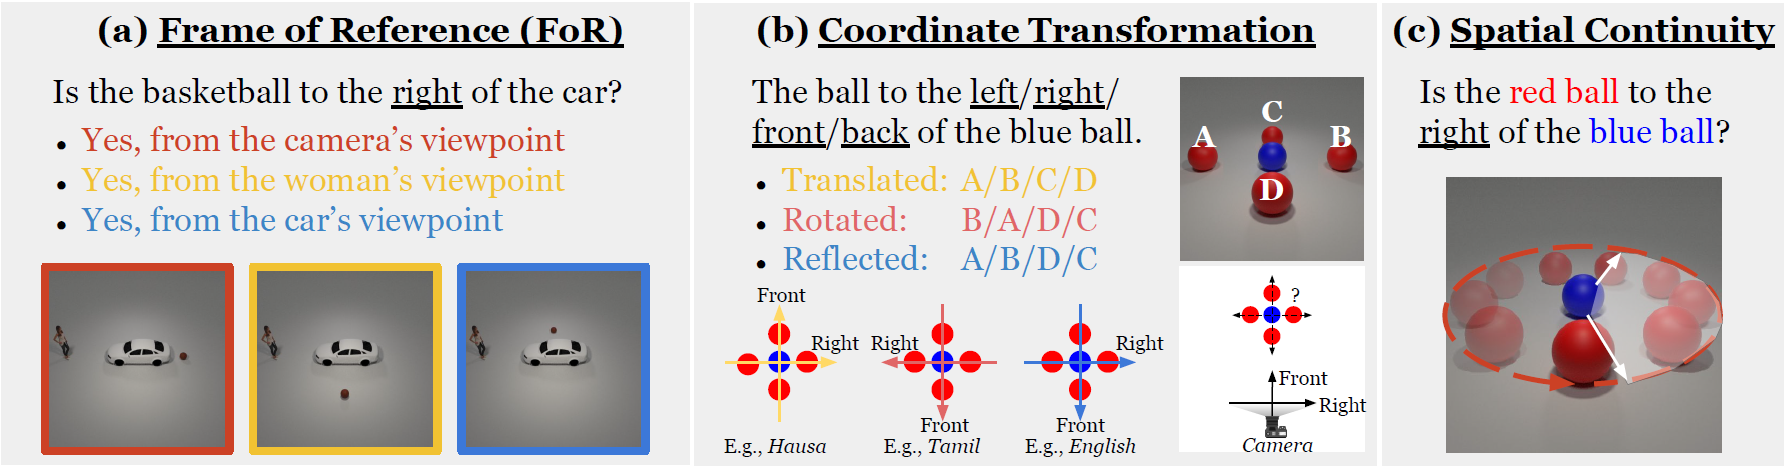 (a) Frame of Reference (FoR)
Is the basketball to the right of the car?
• Yes, from the camera’s viewpoint
• Yes, from the woman’s viewpoint
• Yes, from the car’s viewpoint
(b) Coordinate Transformation
The ball to the left/right/
front/back of the blue ball.
• Translated: A/B/C/D
• Rotated: B/A/D/C
• Reflected: A/B/D/C
Front
Right
E.g., Hausa
Right
Front
E.g., Tamil
Right
Front
E.g., English
C
A
B
D
?
Front
Right
Camera
(c) Spatial Continuity
Is the red ball to the
right of the blue ball?